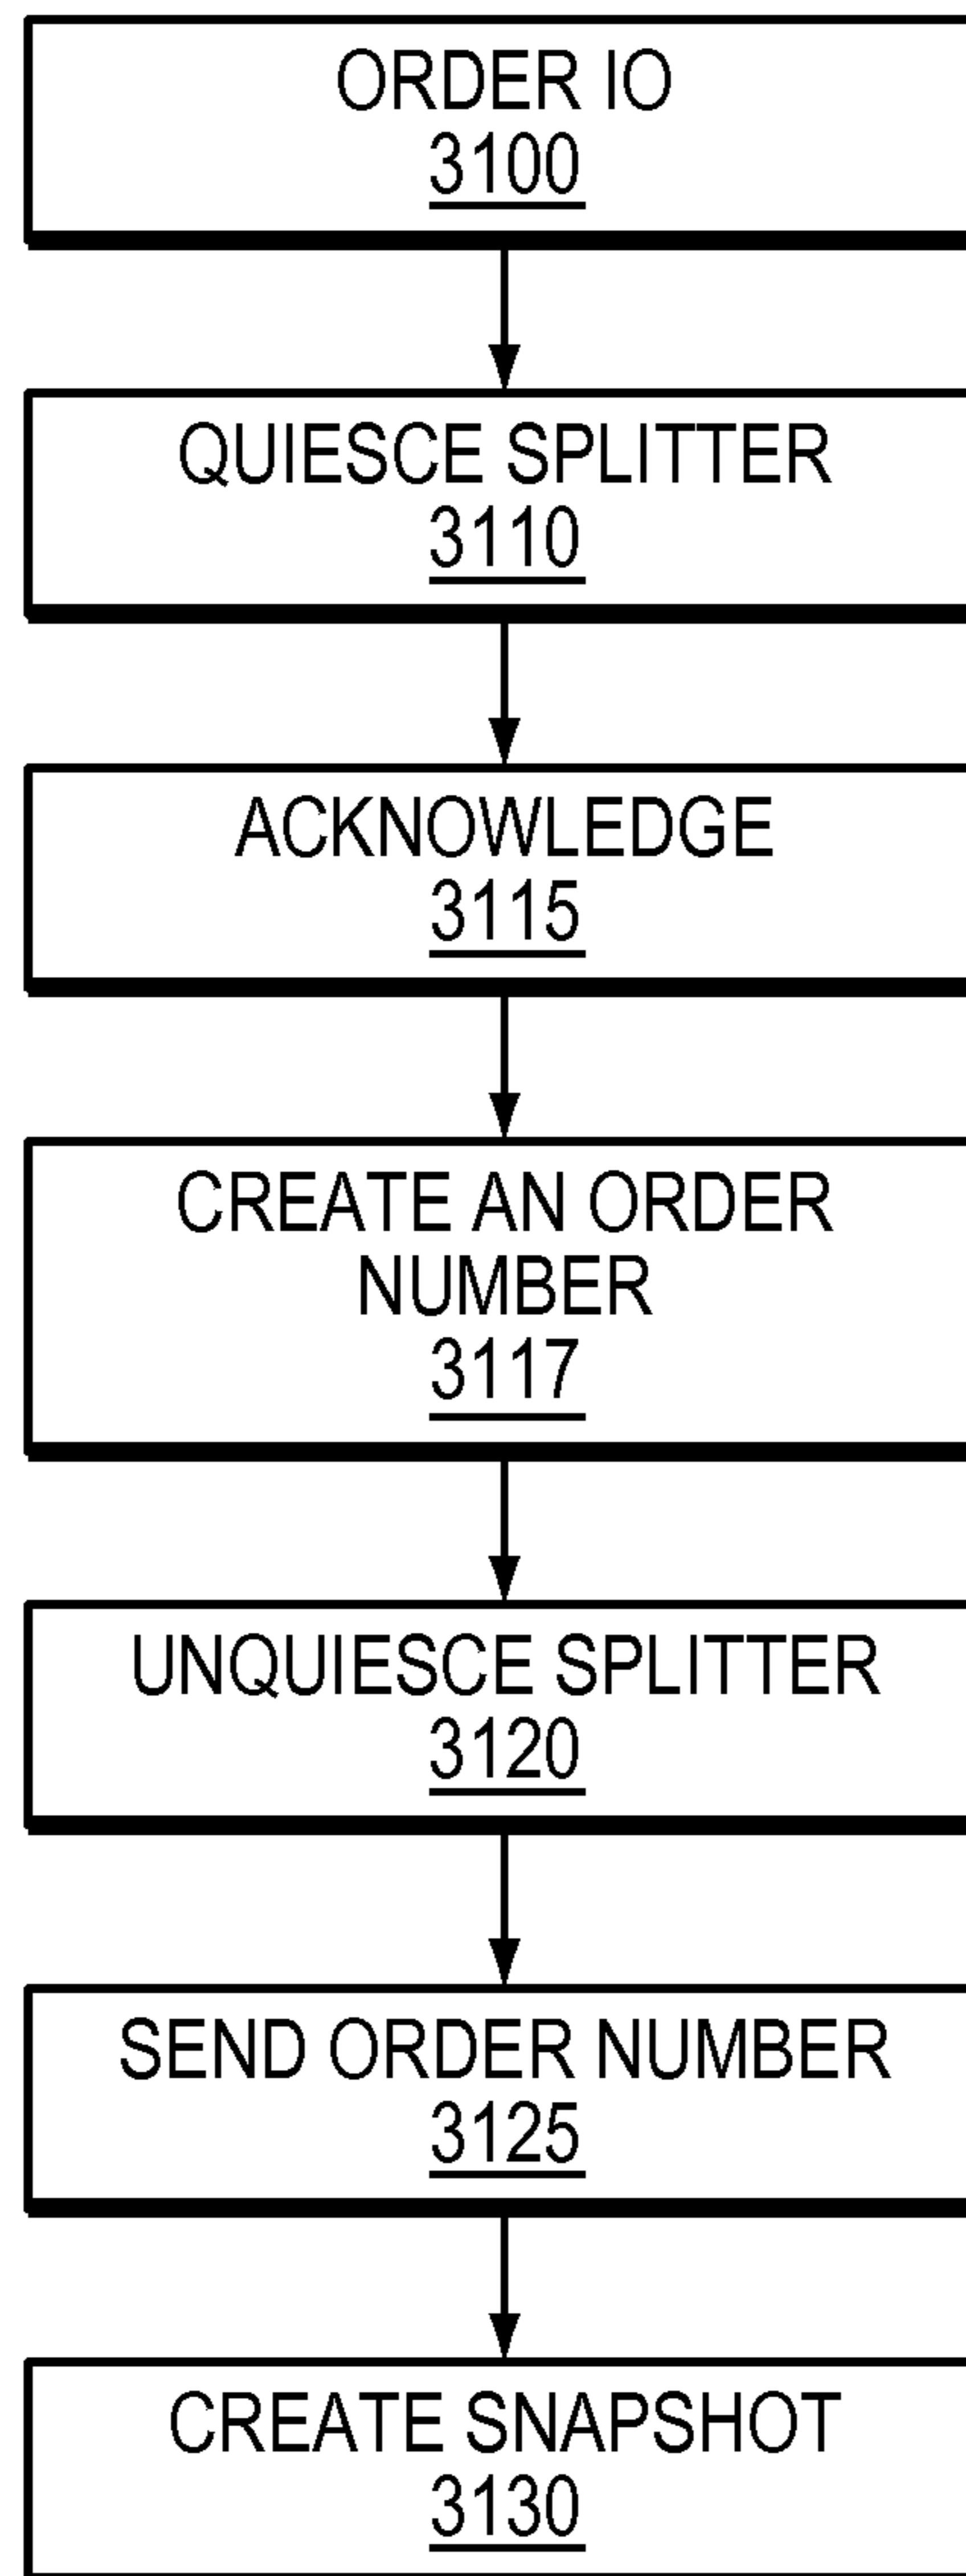 ORDER IO
3100
QUIESCE SPLITTER
3110
ACKNOWLEDGE
3115
CREATE AN ORDER
NUMBER
3117
UNQUIESCE SPLITTER
3120
SEND ORDER NUMBER
3125
CREATE SNAPSHOT
3130